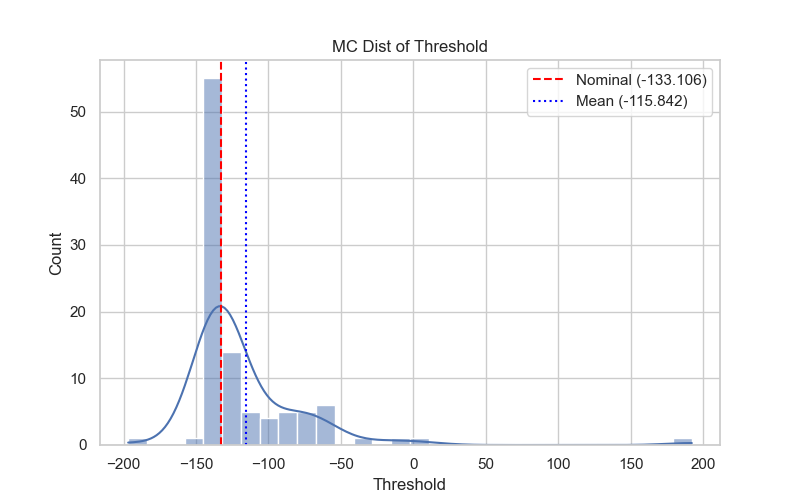 MC Dist of Threshold
Nominal (-133.106)
Mean (-115.842)
Count
50
40
30
20
10
0
−200 −150 −100 −50 0 50 100 150 200
Threshold